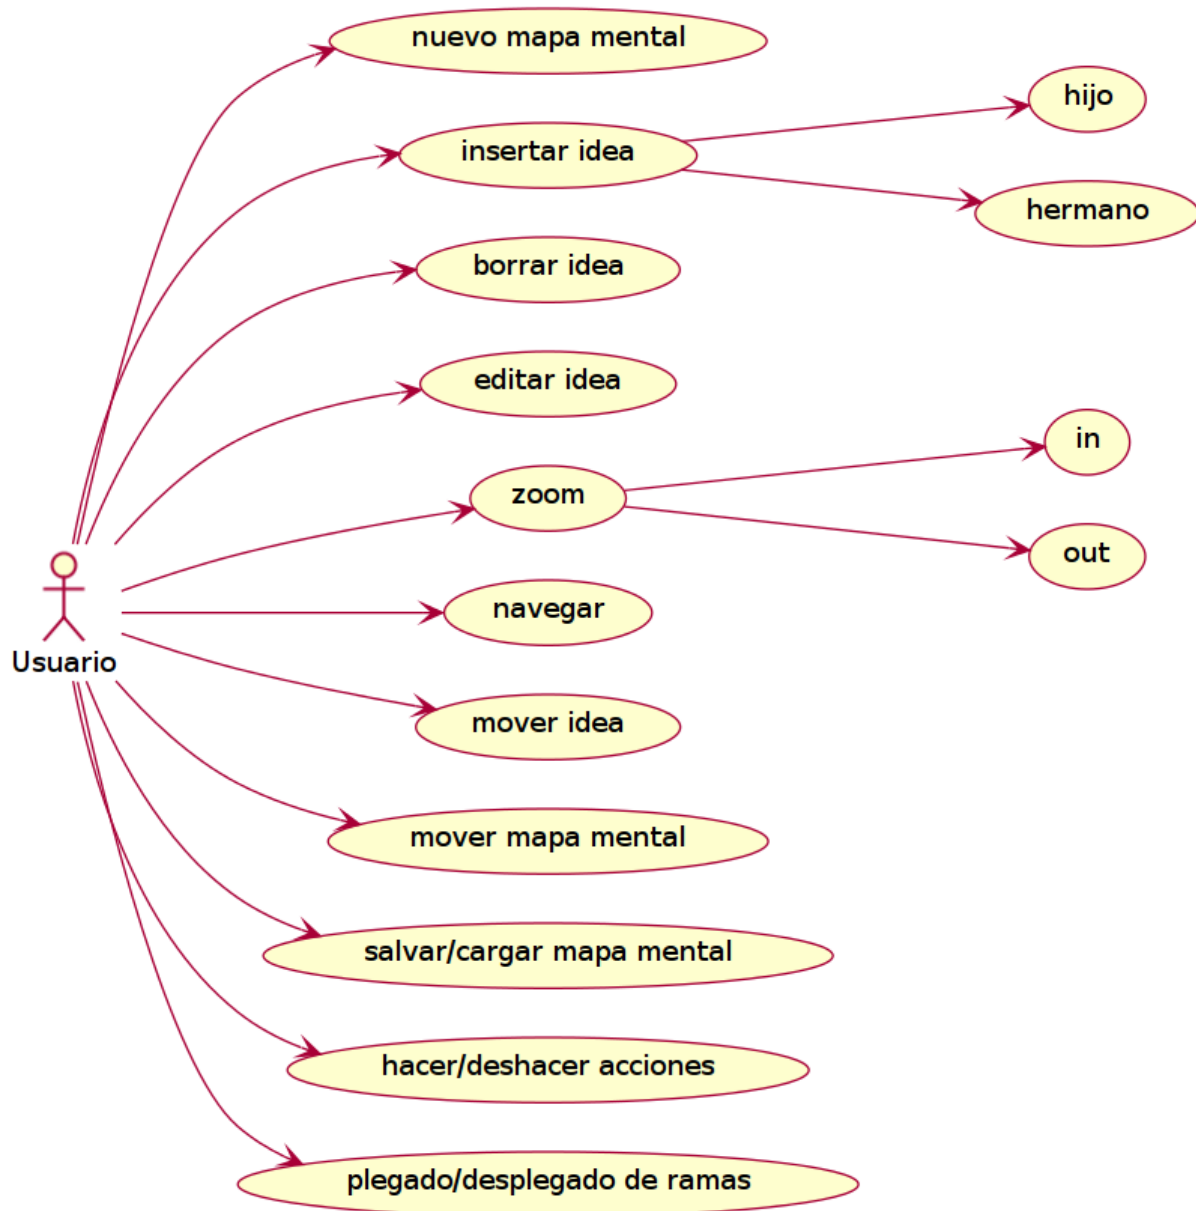 nuevo mapa mental
insertar idea
hijo
hermano
borrar idea
editar idea
zoom
in
out
navegar
Usuario
mover idea
mover mapa mental
salvar/cargar mapa mental
hacer/deshacer acciones
plegado/desplegado de ramas